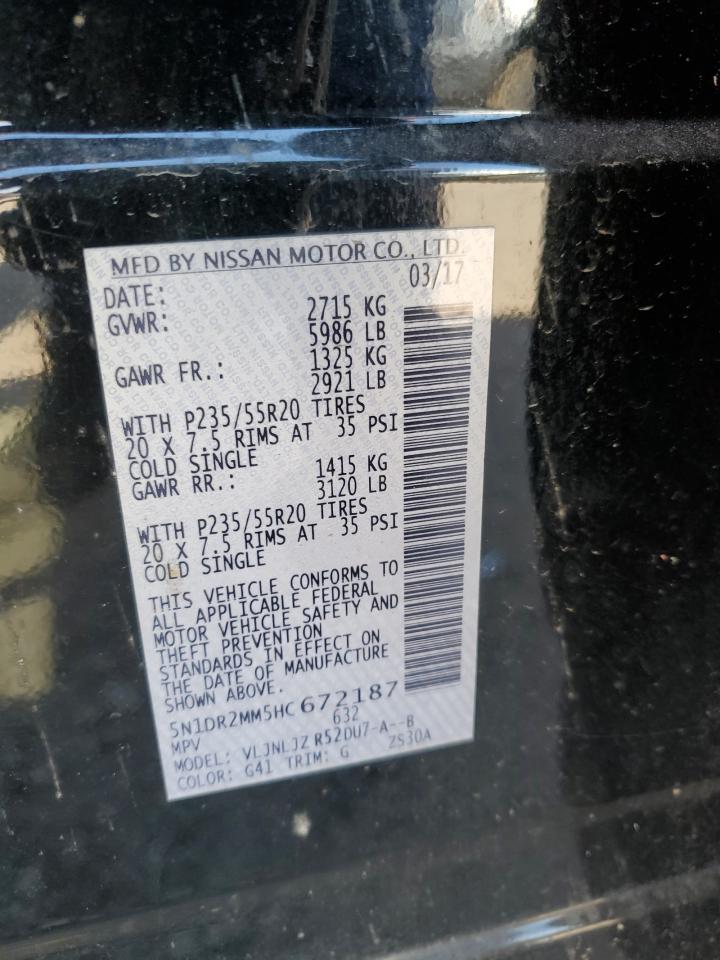 MFD BY NISSAN MOTOR CO., LTD.
DATE: 03/17
GVWR: 2715 KG
5986 LB
GAWR FR.: 1325 KG
2921 LB
WITH P235/55R20 TIRES
20 X 7.5 RIMS AT 35 PSI
COLD SINGLE
GAWR RR.: 1415 KG
3120 LB
WITH P235/55R20 TIRES
20 X 7.5 RIMS AT 35 PSI
COLD SINGLE
THIS VEHICLE CONFORMS TO
ALL APPLICABLE FEDERAL
MOTOR VEHICLE SAFETY AND
THEFT PREVENTION
STANDARDS IN EFFECT ON
THE DATE OF MANUFACTURE
SHOWN ABOVE.
5N1DR2MM5HC672187
MPV 632
MODEL: VLJNLJZ R52DU7-A--B
COLOR: G41 TRIM: G ZS30A